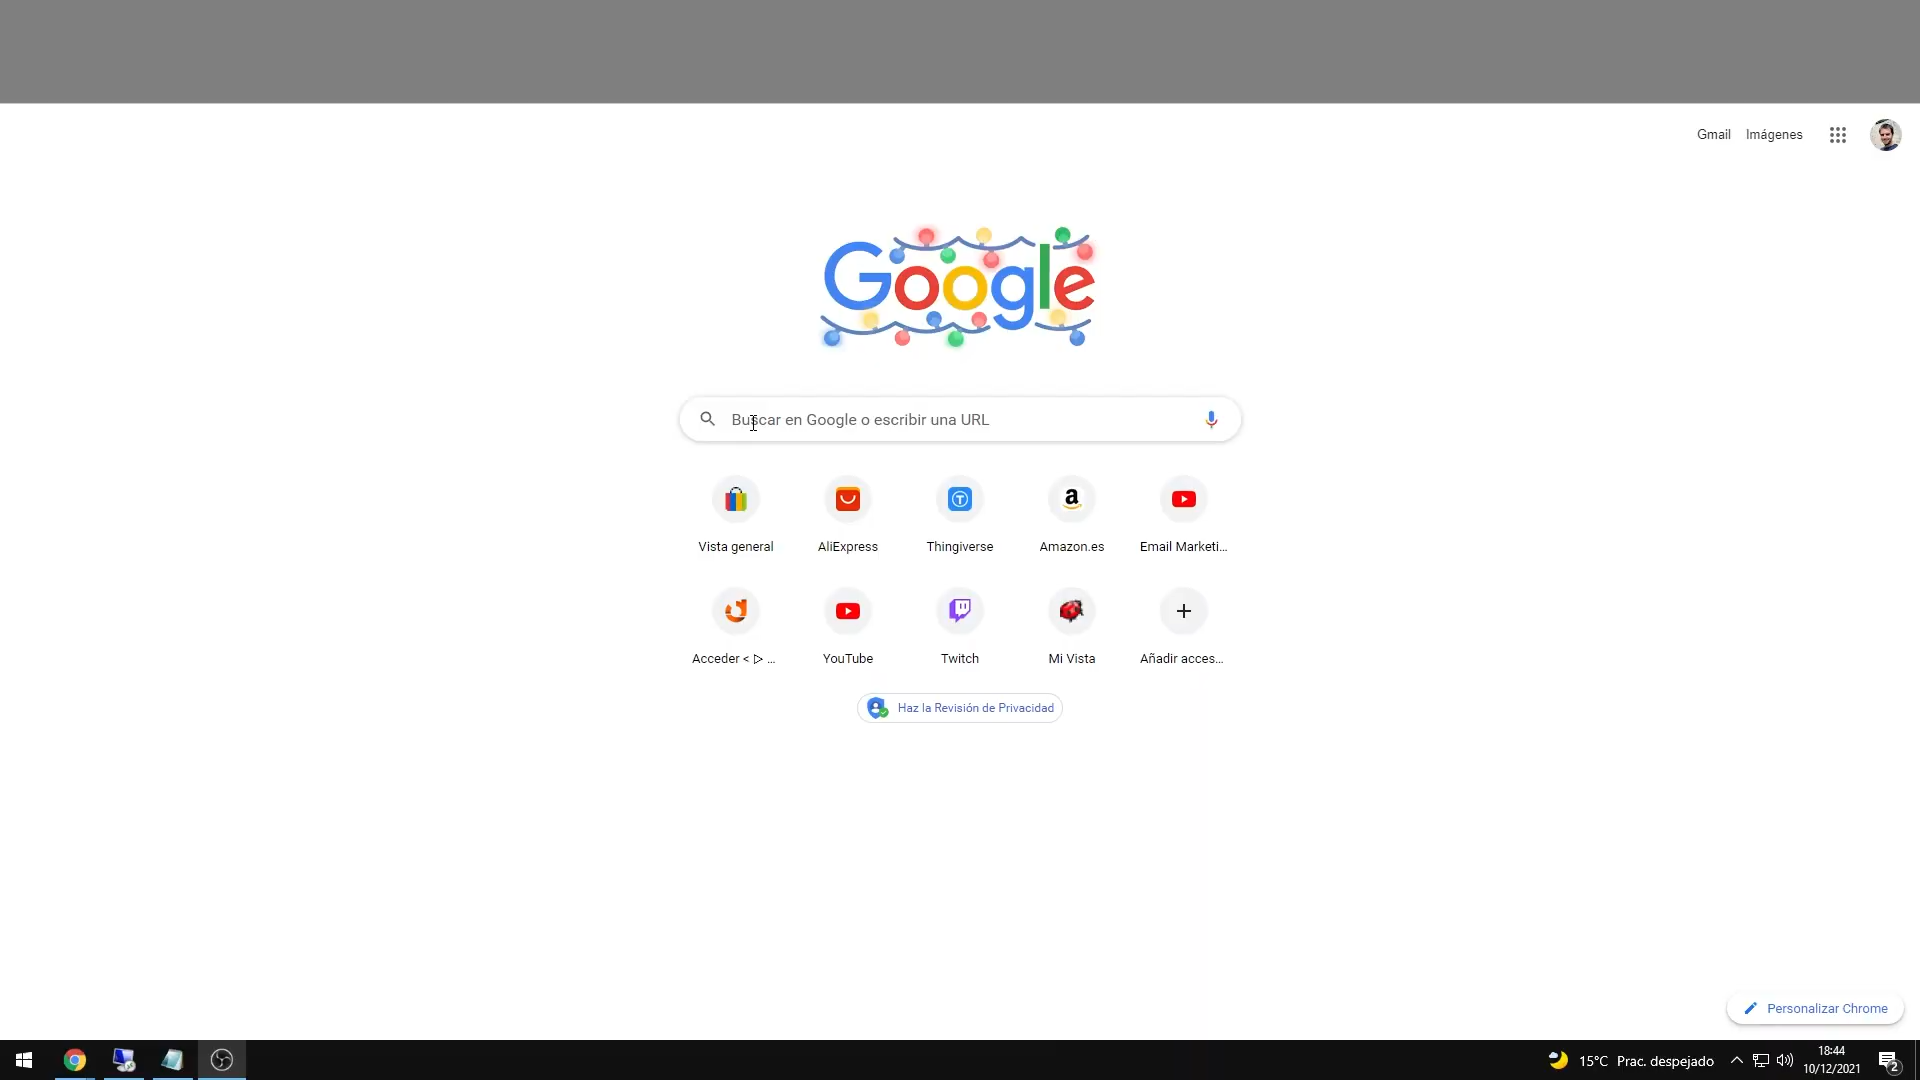 Gmail Imágenes
Google
Buscar en Google o escribir una URL
Vista general AliExpress Thingiverse Amazon.es Email Marketi...
Acceder < ▷ ... YouTube Twitch Mi Vista Añadir acces...
Haz la Revisión de Privacidad
Personalizar Chrome
15°C Prac. despejado
18:44
10/12/2021
2